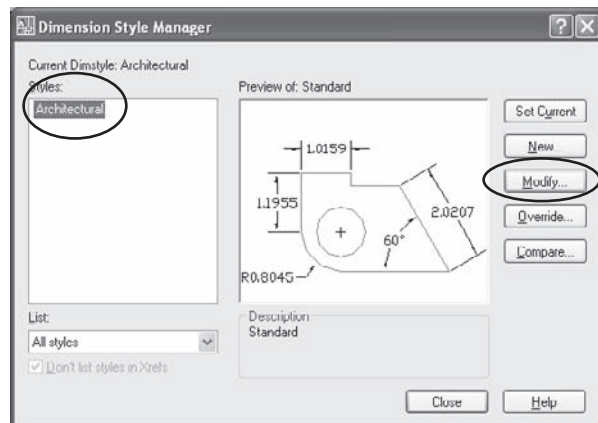 Dimension Style Manager
Current Dimstyle: Architectural
Styles:
Architectural
Preview of: Standard
1.0159
1.1955
2.0207
60°
R0.8045
Set Current
New...
Modify...
Override...
Compare...
List:
All styles
Don't list styles in Xrefs
Description
Standard
Close
Help